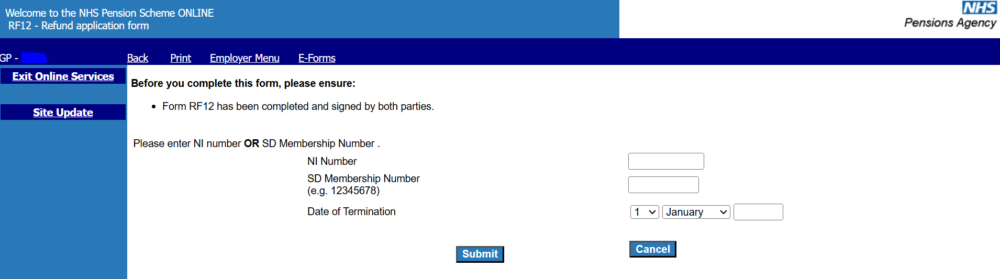 Welcome to the NHS Pension Scheme ONLINE
RF12 - Refund application form
NHS
Pensions Agency
GP -
Back Print Employer Menu E-Forms
Exit Online Services
Site Update
Before you complete this form, please ensure:
• Form RF12 has been completed and signed by both parties.
Please enter NI number OR SD Membership Number .
NI Number
SD Membership Number
(e.g. 12345678)
Date of Termination
1 January
Submit
Cancel